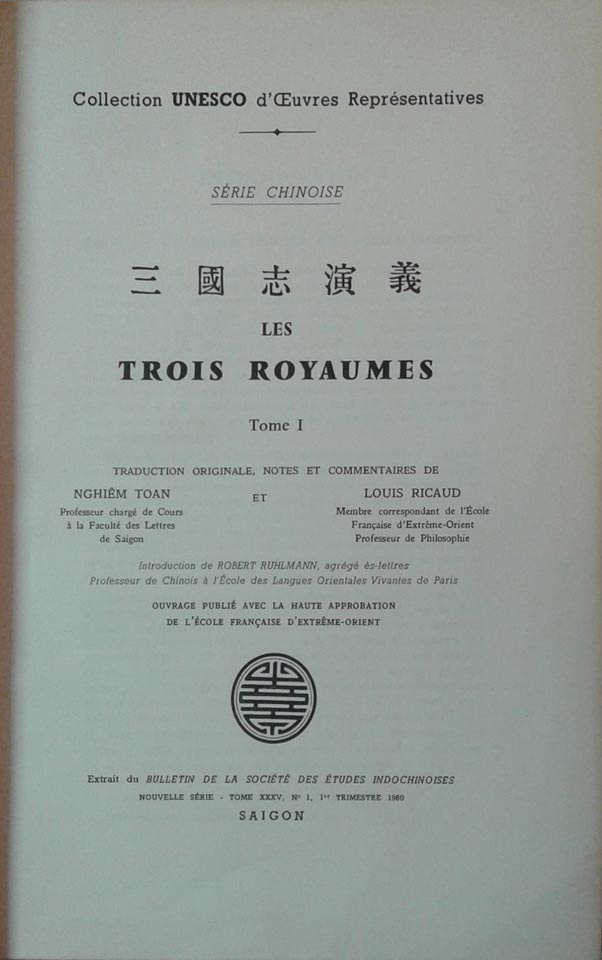 Collection UNESCO d'Œuvres Représentatives
SÉRIE CHINOISE
三國志演義
LES
TROIS ROYAUMES
Tome I
TRADUCTION ORIGINALE, NOTES ET COMMENTAIRES DE
NGHIÊM TOAN
Professeur chargé de Cours
à la Faculté des Lettres
de Saigon
ET
LOUIS RICAUD
Membre correspondant de l'École
Française d'Extrême-Orient
Professeur de Philosophie
Introduction de ROBERT RUHLMANN, agrégé ès-lettres
Professeur de Chinois à l'École des Langues Orientales Vivantes de Paris
OUVRAGE PUBLIÉ AVEC LA HAUTE APPROBATION
DE L'ÉCOLE FRANÇAISE D'EXTRÊME-ORIENT
Extrait du BULLETIN DE LA SOCIÉTÉ DES ÉTUDES INDOCHINOISES
NOUVELLE SÉRIE - TOME XXXV, N° 1, 1er TRIMESTRE 1960
SAIGON